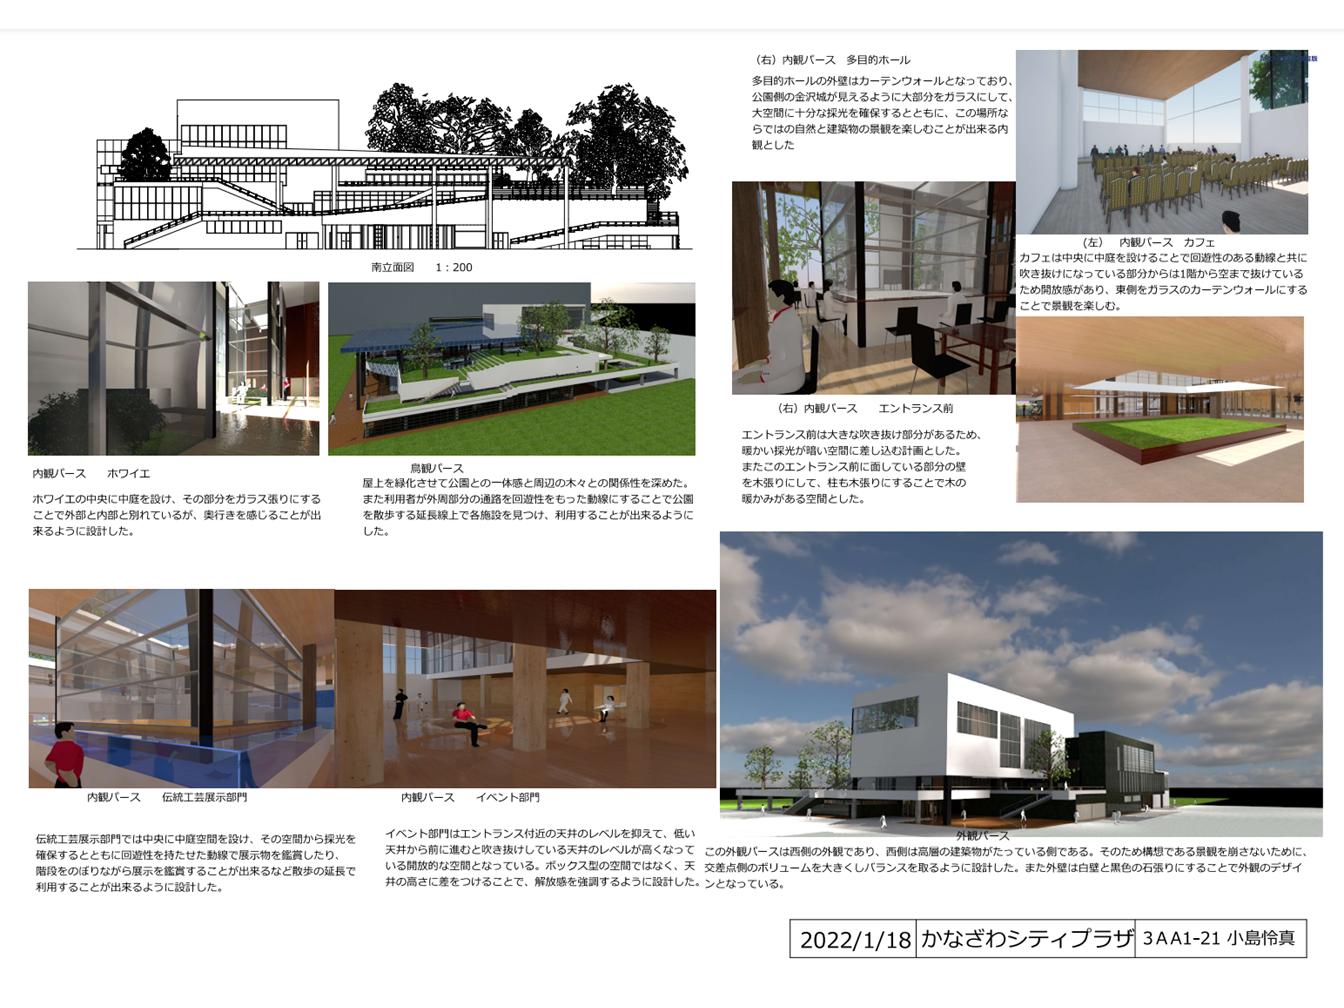 南立面図　　1：200
内観パース　　ホワイエ
ホワイエの中央に中庭を設け、その部分をガラス張りにする
ことで外部と内部と別れているが、奥行きを感じることが出
来るように設計した。
鳥観パース
屋上を緑化させて公園との一体感と周辺の木々との関係性を深めた。
また利用者が外周部分の通路を回遊性をもった動線にすることで公園
を散歩する延長線上で各施設を見つけ、利用することが出来るように
した。
内観パース　　伝統工芸展示部門
伝統工芸展示部門では中央に中庭空間を設け、その空間から採光を
確保するとともに回遊性を持たせた動線で展示物を鑑賞したり、
階段をのぼりながら展示を鑑賞することが出来るなど散歩の延長で
利用することが出来るように設計した。
内観パース　　イベント部門
イベント部門はエントランス付近の天井のレベルを抑えて、低い
天井から前に進むと吹き抜けしている天井のレベルが高くなって
いる開放的な空間となっている。ボックス型の空間ではなく、天
井の高さに差をつけることで、解放感を強調するように設計した。
（右）内観パース　多目的ホール
多目的ホールの外壁はカーテンウォールとなっており、
公園側の金沢城が見えるように大部分をガラスにして、
大空間に十分な採光を確保するとともに、この場所な
らではの自然と建築物の景観を楽しむことが出来る内
観とした
（左）　内観パース　カフェ
カフェは中央に中庭を設けることで回遊性のある動線と共に
吹き抜けになっている部分からは1階から空まで抜けている
ため開放感があり、東側をガラスのカーテンウォールにする
ことで景観を楽しむ。
（右）内観パース　　エントランス前
エントランス前は大きな吹き抜け部分があるため、
暖かい採光が暗い空間に差し込む計画とした。
またこのエントランス前に面している部分の壁
を木張りにして、柱も木張りにすることで木の
暖かみがある空間とした。
外観パース
この外観パースは西側の外観であり、西側は高層の建築物がたっている側である。そのため構想である景観を崩さないために、
交差点側のボリュームを大きくしバランスを取るように設計した。また外壁は白壁と黒色の石張りにすることで外観のデザイ
ンとなっている。
2022/1/18 かなざわシティプラザ 3AA1-21 小島怜真